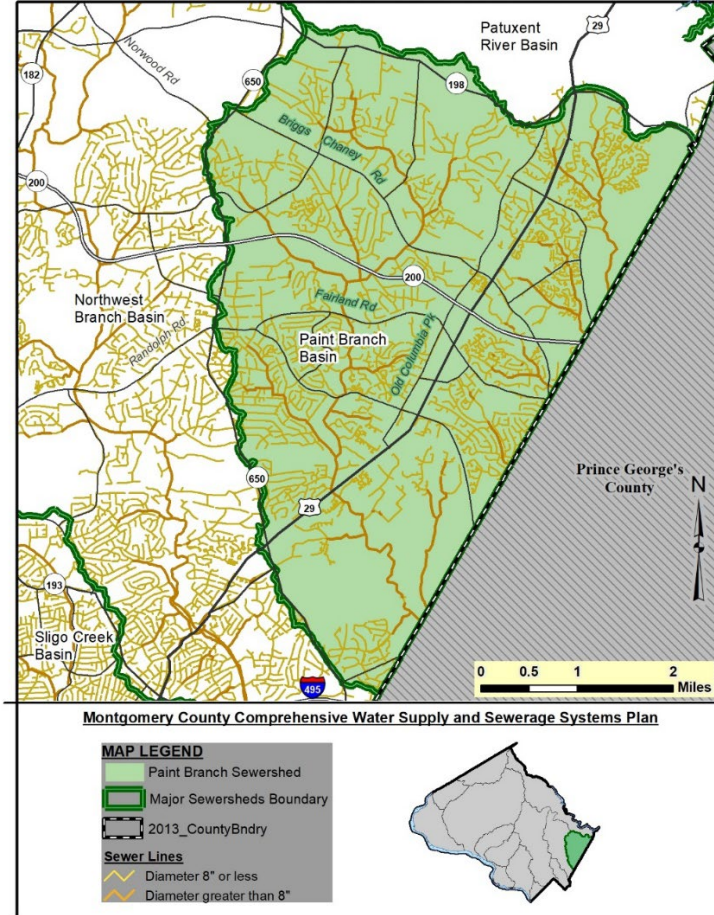 Patuxent
River Basin
29
Norwood Rd
182
650
198
Briggs Chaney Rd
200
200
Northwest
Branch Basin
Fairland Rd
Randolph Rd
Paint Branch
Basin
Old Columbia Pk
Prince George's
County
N
650
29
193
Sligo Creek
Basin
495
0 0.5 1 2
Miles
Montgomery County Comprehensive Water Supply and Sewerage Systems Plan
MAP LEGEND
Paint Branch Sewershed
Major Sewersheds Boundary
2013_CountyBndry
Sewer Lines
Diameter 8" or less
Diameter greater than 8"